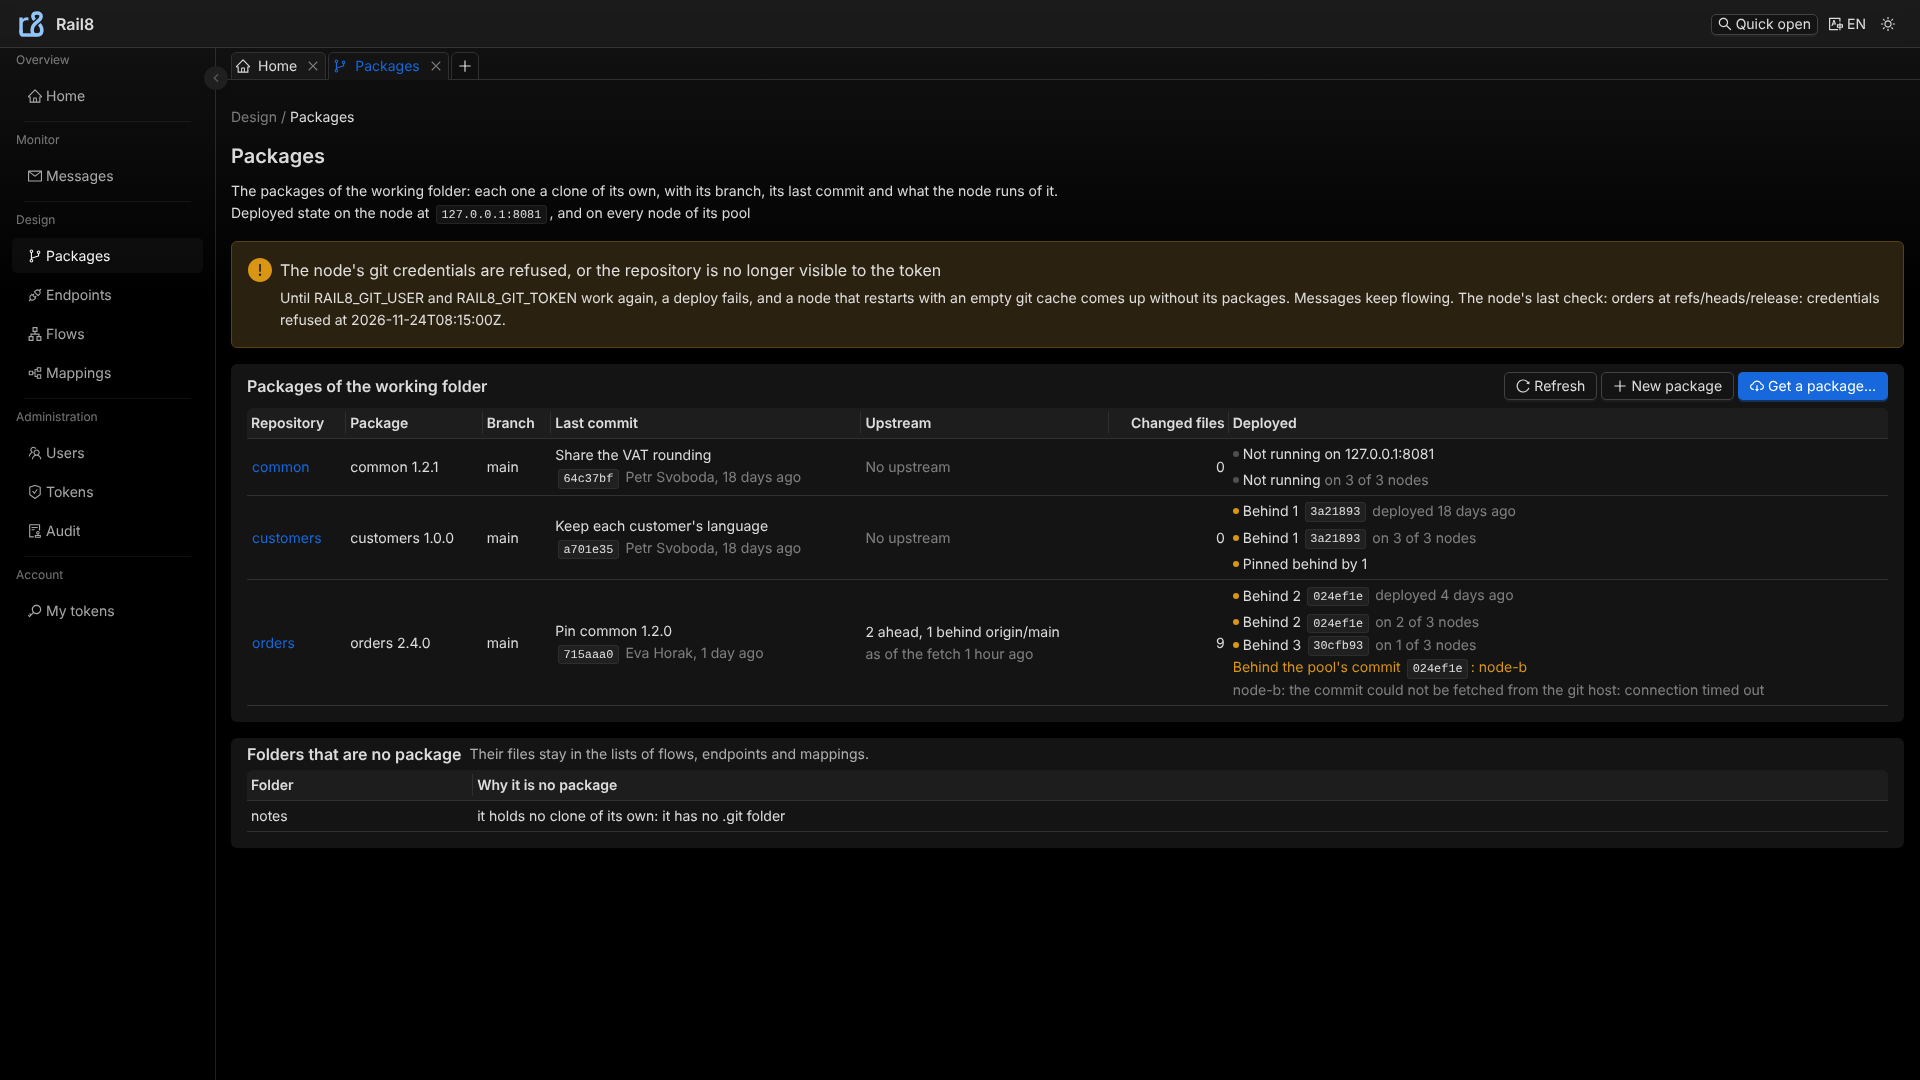 Rail8
Quick open
EN
Overview
Home
Monitor
Messages
Design
Packages
Endpoints
Flows
Mappings
Administration
Users
Tokens
Audit
Account
My tokens
Home
Packages
Design / Packages
Packages
The packages of the working folder: each one a clone of its own, with its branch, its last commit and what the node runs of it.
Deployed state on the node at 127.0.0.1:8081, and on every node of its pool
The node's git credentials are refused, or the repository is no longer visible to the token
Until RAIL8_GIT_USER and RAIL8_GIT_TOKEN work again, a deploy fails, and a node that restarts with an empty git cache comes up without its packages. Messages keep flowing. The node's last check: orders at refs/heads/release: credentials
refused at 2026-11-24T08:15:00Z.
Packages of the working folder
Refresh
New package
Get a package...
Repository Package Branch Last commit Upstream Changed files Deployed
common common 1.2.1 main Share the VAT rounding No upstream 0 Not running on 127.0.0.1:8081
64c37bf Petr Svoboda, 18 days ago Not running on 3 of 3 nodes
customers customers 1.0.0 main Keep each customer's language No upstream 0 Behind 1 3a21893 deployed 18 days ago
a701e35 Petr Svoboda, 18 days ago Behind 1 3a21893 on 3 of 3 nodes
Pinned behind by 1
orders orders 2.4.0 main Pin common 1.2.0 2 ahead, 1 behind origin/main 9 Behind 2 024ef1e deployed 4 days ago
715aaa0 Eva Horak, 1 day ago as of the fetch 1 hour ago Behind 2 024ef1e on 2 of 3 nodes
Behind 3 30cfb93 on 1 of 3 nodes
Behind the pool's commit 024ef1e : node-b
node-b: the commit could not be fetched from the git host: connection timed out
Folders that are no package Their files stay in the lists of flows, endpoints and mappings.
Folder Why it is no package
notes it holds no clone of its own: it has no .git folder